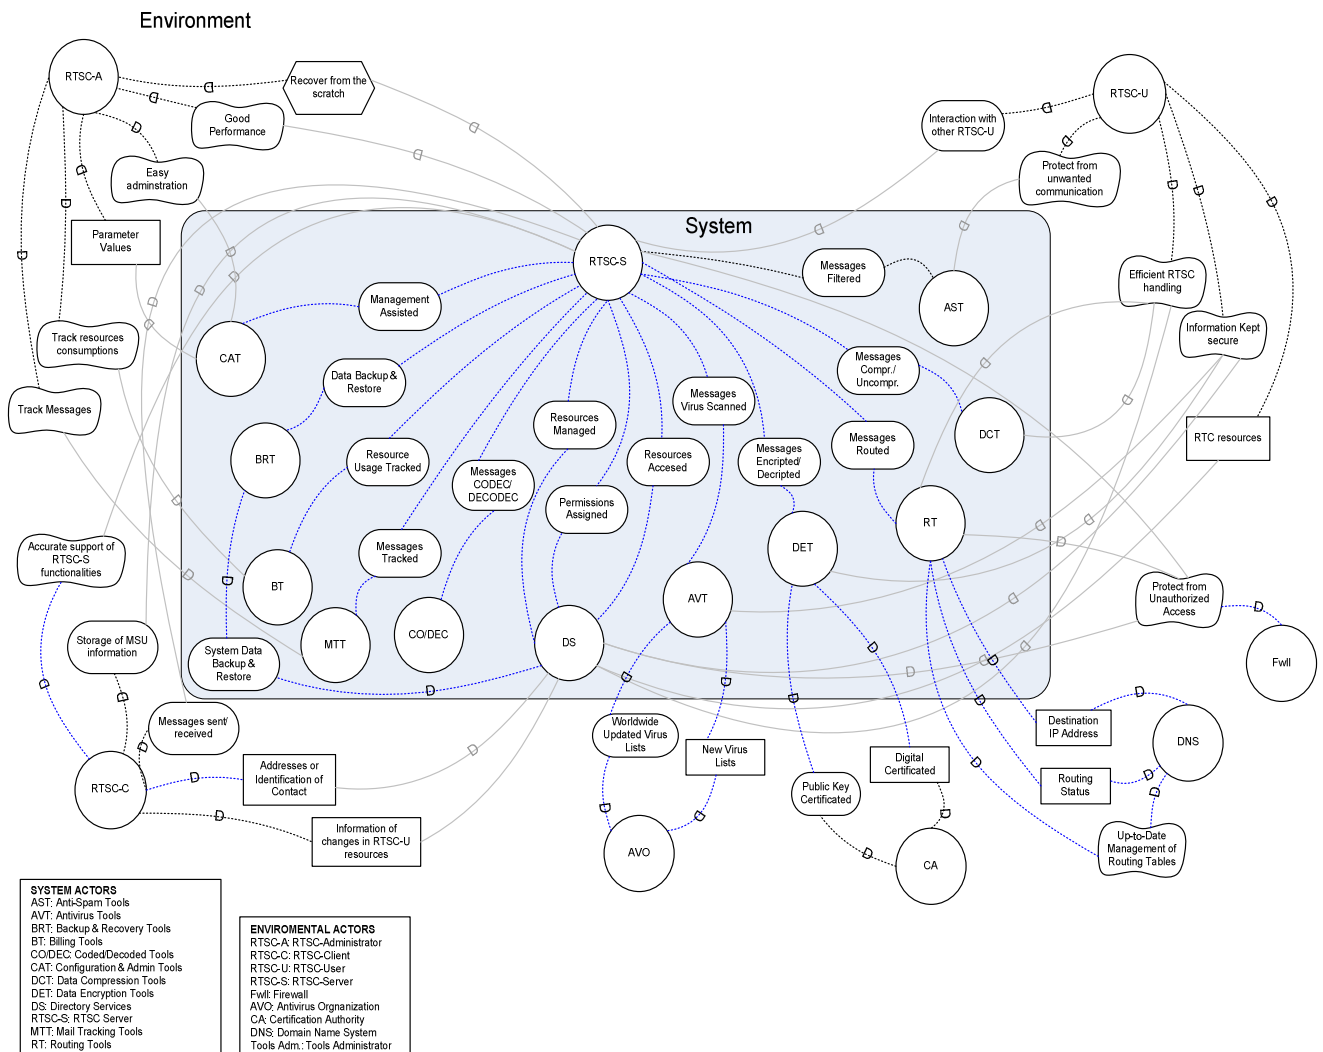 Environment
RTSC-A
Recover from the
scratch
Good
Performance
Easy
adminstration
Parameter
Values
Track resources
consumptions
Track Messages
RTSC-U
Interaction with
other RTSC-U
Protect from
unwanted
communication
Efficient RTSC
handling
Information Kept
secure
RTC resources
System
RTSC-S
Messages
Filtered
AST
Management
Assisted
CAT
Data Backup &
Restore
BRT
Resource
Usage Tracked
BT
Messages
CODEC/
DECODEC
Messages
Tracked
MTT
CO/DEC
Resources
Managed
Permissions
Assigned
Resources
Accesed
DS
Messages
Virus Scanned
AVT
Messages
Encripted/
Decripted
DET
Messages
Compr./
Uncompr.
DCT
Messages
Routed
RT
System Data
Backup &
Restore
Accurate support of
RTSC-S
functionalities
Storage of MSU
information
Messages sent/
received
RTSC-C
Addresses or
Identification of
Contact
Information of
changes in RTSC-U
resources
Worldwide
Updated Virus
Lists
New Virus
Lists
AVO
Public Key
Certificated
Digital
Certificated
CA
Protect from
Unauthorized
Access
Fwll
Destination
IP Address
DNS
Routing
Status
Up-to-Date
Management of
Routing Tables
SYSTEM ACTORS
AST: Anti-Spam Tools
AVT: Antivirus Tools
BRT: Backup & Recovery Tools
BT: Billing Tools
CO/DEC: Coded/Decoded Tools
CAT: Configuration & Admin Tools
DCT: Data Compression Tools
DET: Data Encryption Tools
DS: Directory Services
RTSC-S: RTSC Server
MTT: Mail Tracking Tools
RT: Routing Tools
ENVIROMENTAL ACTORS
RTSC-A: RTSC-Administrator
RTSC-C: RTSC-Client
RTSC-U: RTSC-User
RTSC-S: RTSC-Server
Fwll: Firewall
AVO: Antivirus Orgnanization
CA: Certification Authority
DNS: Domain Name System
Tools Adm.: Tools Administrator